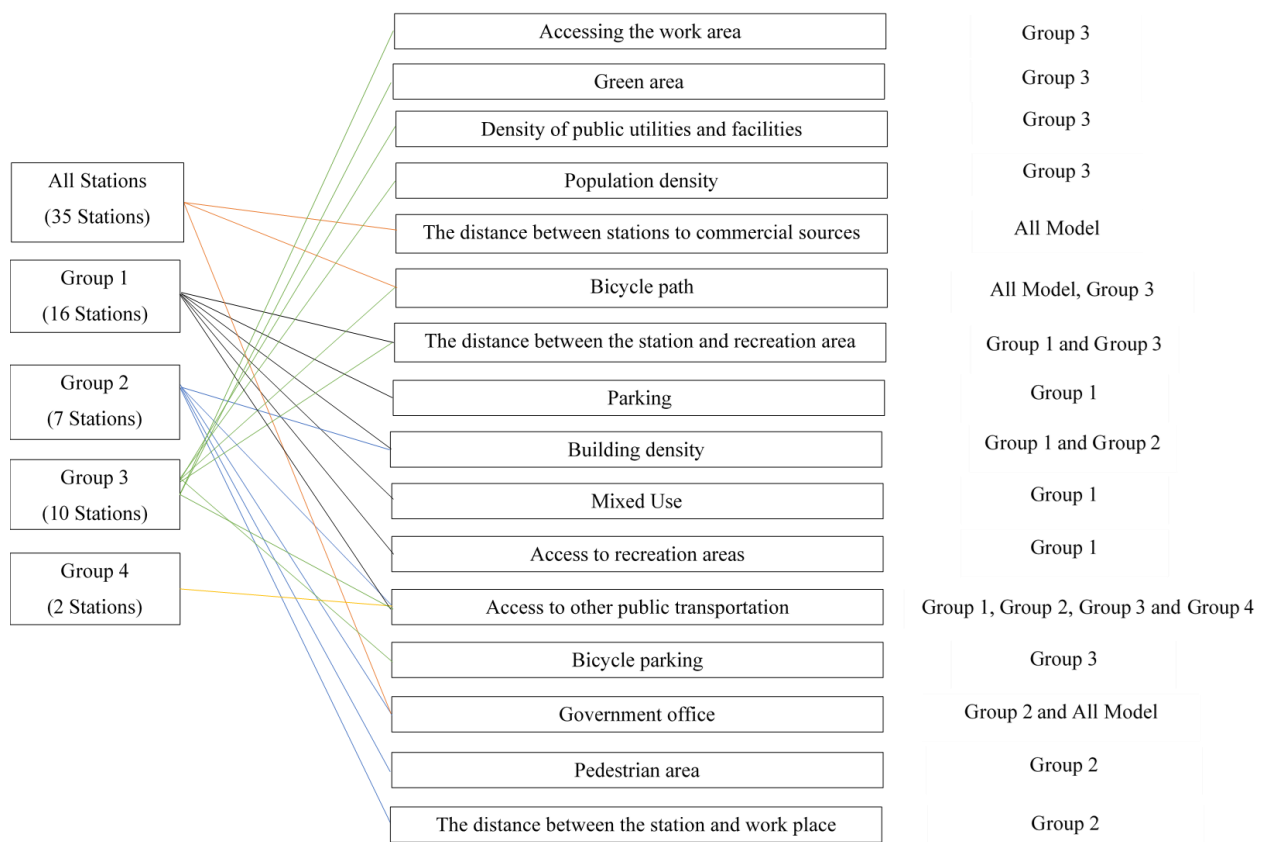 All Stations
(35 Stations)
Group 1
(16 Stations)
Group 2
(7 Stations)
Group 3
(10 Stations)
Group 4
(2 Stations)
Accessing the work area
Green area
Density of public utilities and facilities
Population density
The distance between stations to commercial sources
Bicycle path
The distance between the station and recreation area
Parking
Building density
Mixed Use
Access to recreation areas
Access to other public transportation
Bicycle parking
Government office
Pedestrian area
The distance between the station and work place
Group 3
Group 3
Group 3
Group 3
All Model
All Model, Group 3
Group 1 and Group 3
Group 1
Group 1 and Group 2
Group 1
Group 1
Group 1, Group 2, Group 3 and Group 4
Group 3
Group 2 and All Model
Group 2
Group 2